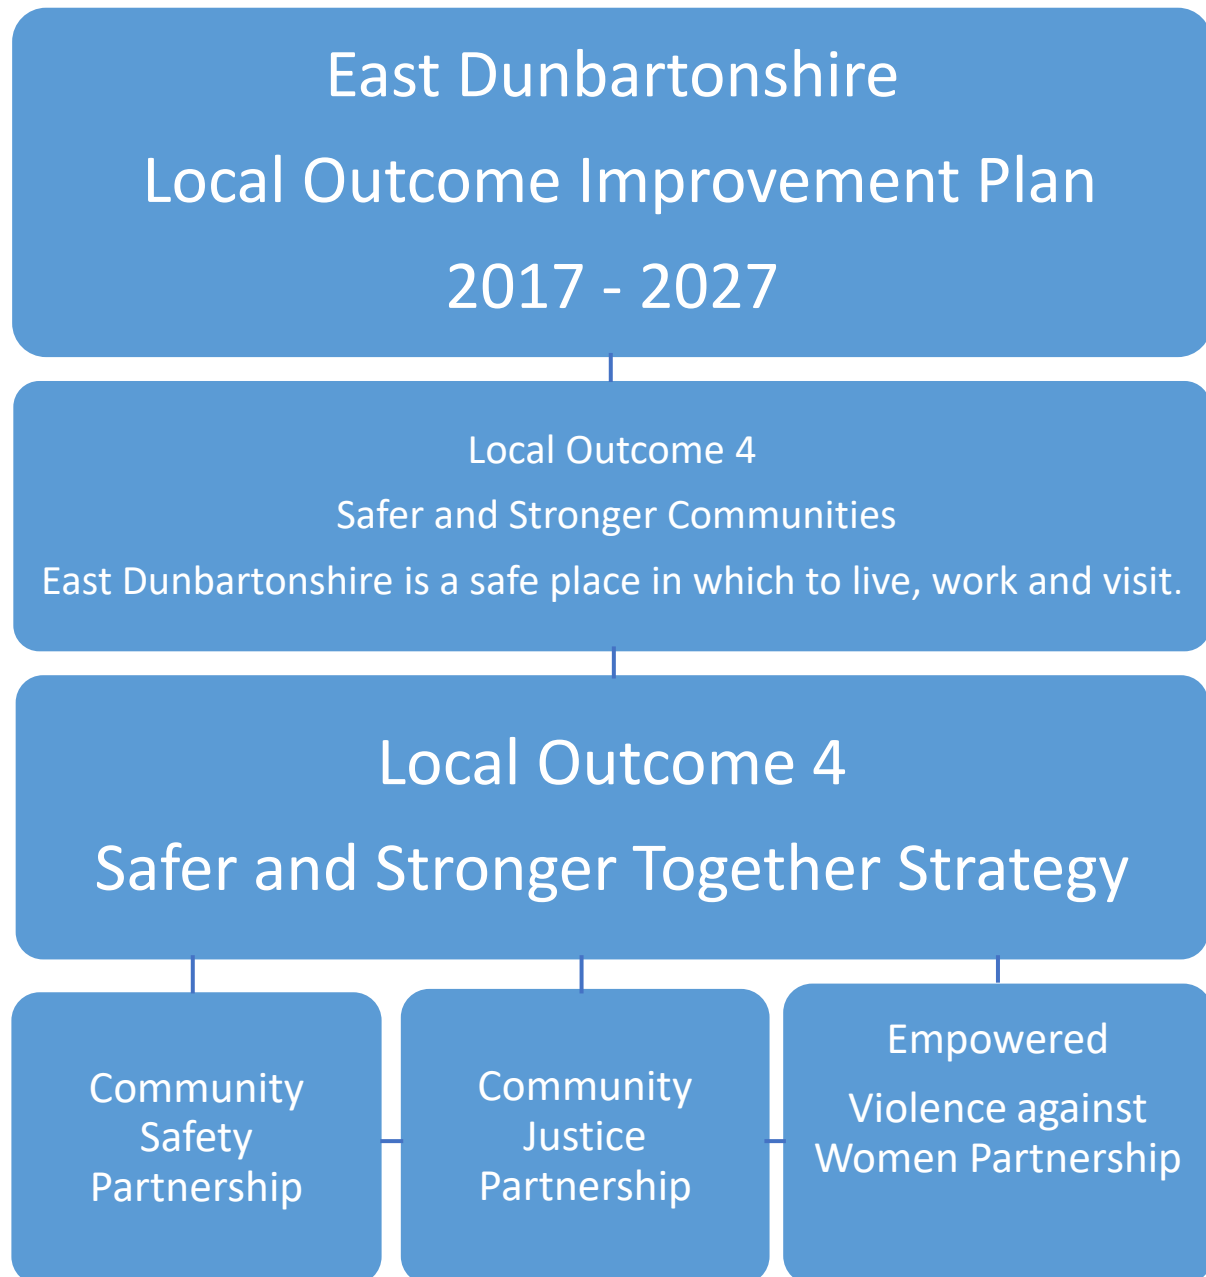 East Dunbartonshire
Local Outcome Improvement Plan
2017 - 2027
Local Outcome 4
Safer and Stronger Communities
East Dunbartonshire is a safe place in which to live, work and visit.
Local Outcome 4
Safer and Stronger Together Strategy
Community
Safety
Partnership
Community
Justice
Partnership
Empowered
Violence against
Women Partnership